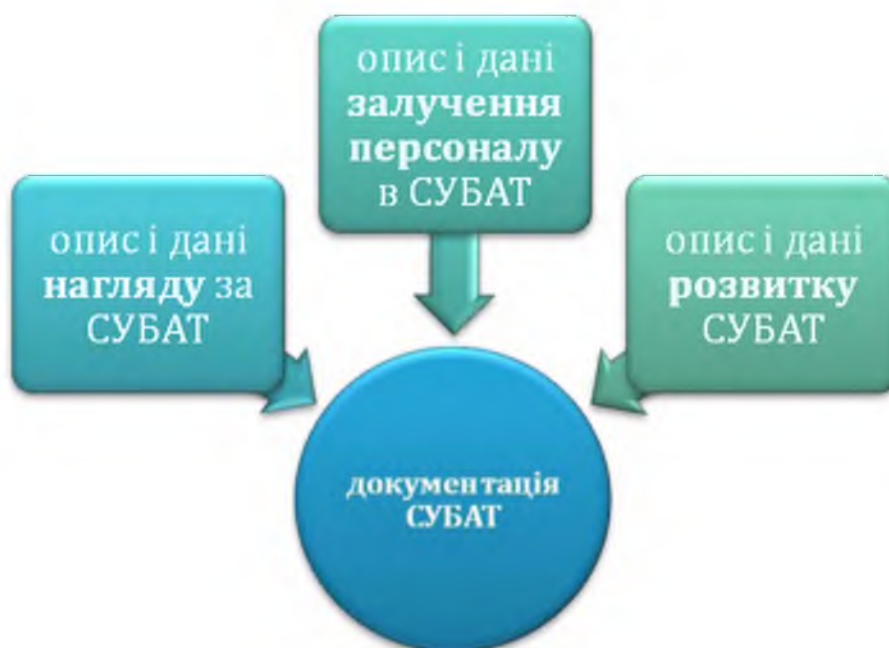 опис і дані
залучення
персоналу
в СУБАТ
опис і дані
нагляду за
СУБАТ
опис і дані
розвитку
СУБАТ
документація
СУБАТ